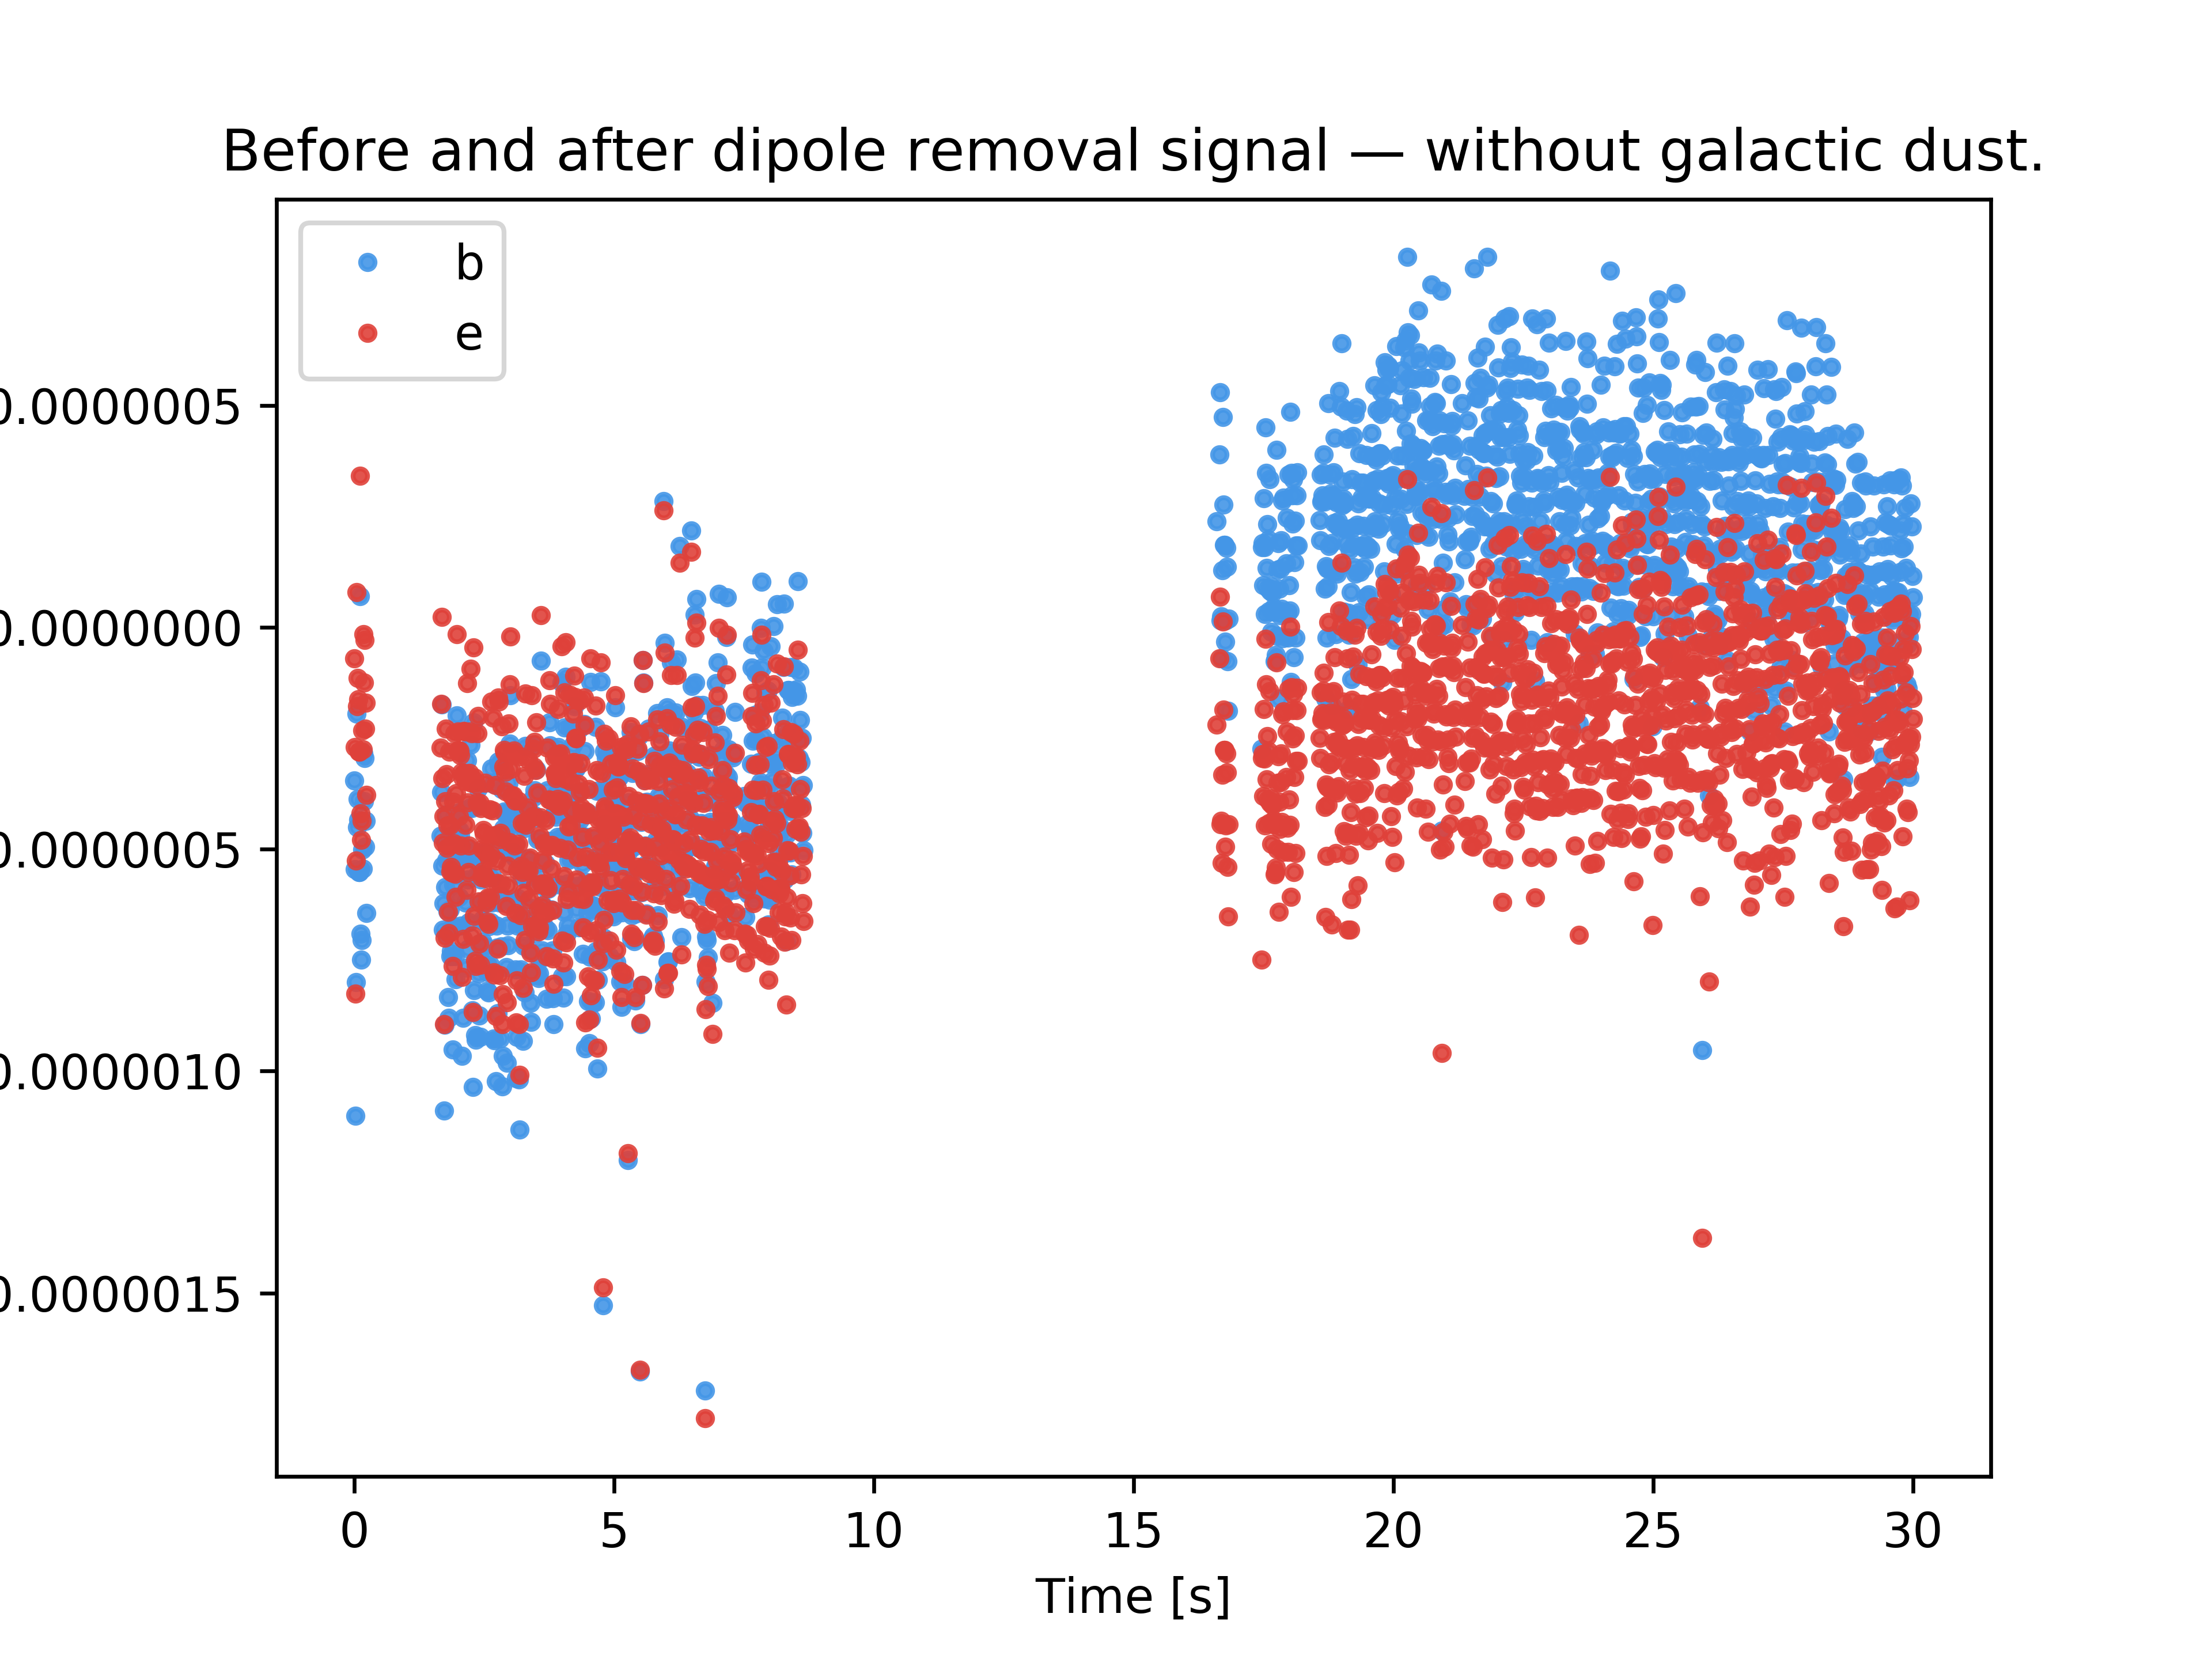 Before and after dipole removal signal — without galactic dust.
b
e
0.0000005
0.0000000
0.0000005
0.0000010
0.0000015
0 5 10 15 20 25 30
Time [s]